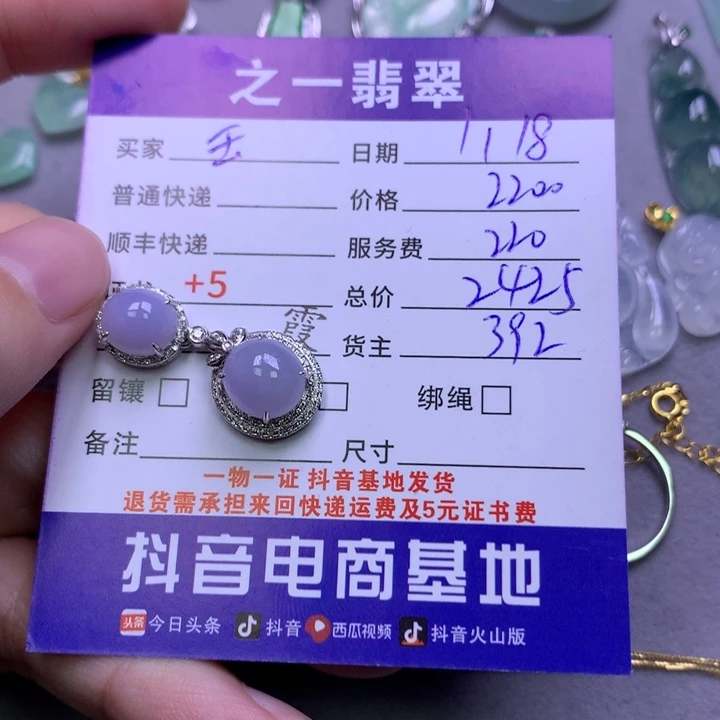 之一翡翠
买家 玉 日期 11 18
普通快递 价格 2200
顺丰快递 服务费 220
+5 总价 2425
霞 货主 392
留镶 绑绳
备注 尺寸
一物一证 抖音基地发货
退货需承担来回快递运费及5元证书费
抖音电商基地
头条 今日头条 抖音 西瓜视频 抖音火山版